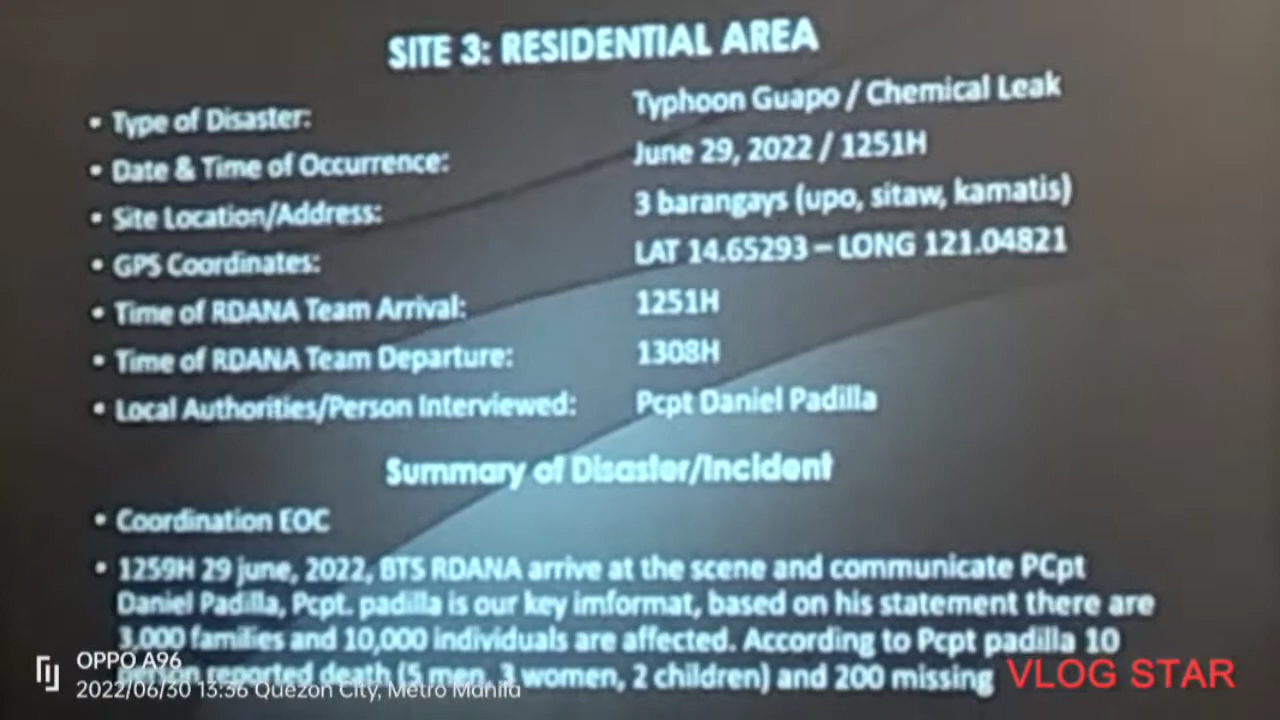 SITE 3: RESIDENTIAL AREA
• Type of Disaster: Typhoon Guapo / Chemical Leak
• Date & Time of Occurrence: June 29, 2022 / 1251H
• Site Location/Address: 3 barangays (upo, sitaw, kamatis)
• GPS Coordinates: LAT 14.65293 – LONG 121.04821
• Time of RDANA Team Arrival: 1251H
• Time of RDANA Team Departure: 1308H
• Local Authorities/Person Interviewed: Pcpt Daniel Padilla
Summary of Disaster/Incident
• Coordination EOC
• 1259H 29 june, 2022, BTS RDANA arrive at the scene and communicate PCpt
Daniel Padilla, Pcpt. padilla is our key imformat, based on his statement there are
3,000 families and 10,000 individuals are affected. According to Pcpt padilla 10
person reported death (5 men, 3 women, 2 children) and 200 missing
OPPO A96
2022/06/30 13:36 Quezon City, Metro Manila
VLOG STAR